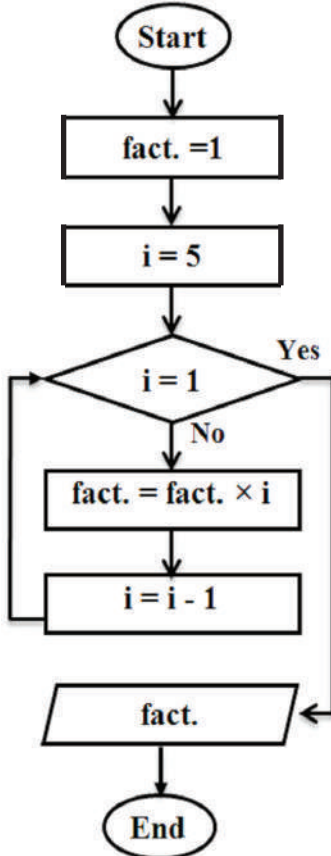 Start
fact. =1
i = 5
i = 1
Yes
No
fact. = fact. × i
i = i - 1
fact.
End